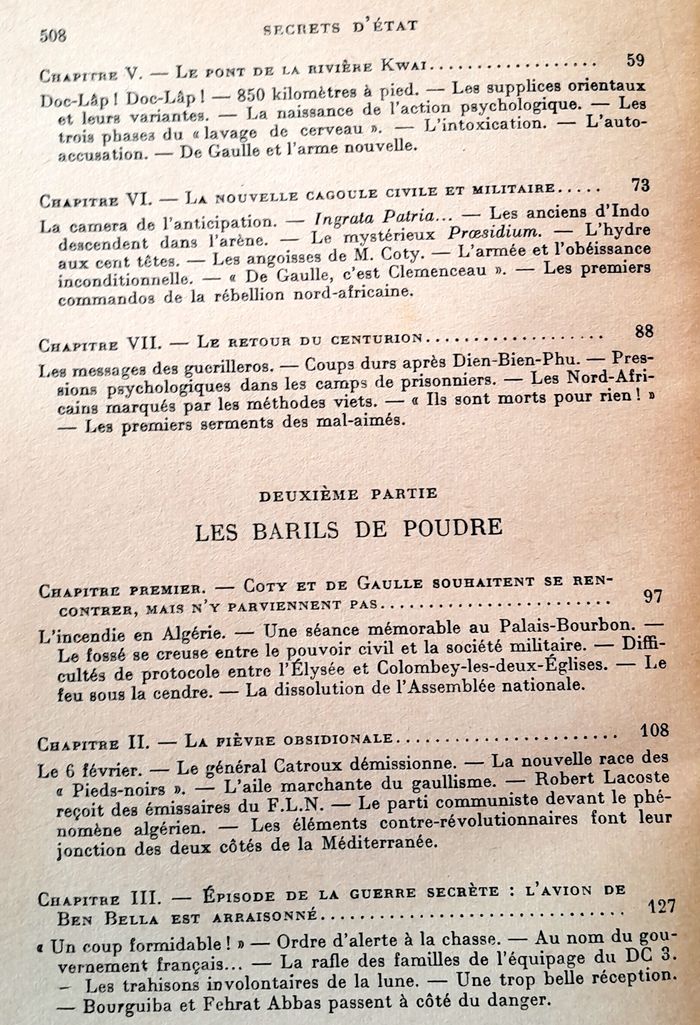 508
SECRETS D'ÉTAT
CHAPITRE V. — LE PONT DE LA RIVIÈRE KWAI.................. 59
Doc-Lâp ! Doc-Lâp ! — 850 kilomètres à pied. — Les supplices orientaux
et leurs variantes. — La naissance de l'action psychologique. — Les
trois phases du « lavage de cerveau ». — L'intoxication. — L'auto-
accusation. — De Gaulle et l'arme nouvelle.
CHAPITRE VI. — LA NOUVELLE CAGOULE CIVILE ET MILITAIRE..... 73
La camera de l'anticipation. — Ingrata Patria... — Les anciens d'Indo
descendent dans l'arène. — Le mystérieux Præsidium. — L'hydre
aux cent têtes. — Les angoisses de M. Coty. — L'armée et l'obéissance
inconditionnelle. — « De Gaulle, c'est Clemenceau ». — Les premiers
commandos de la rébellion nord-africaine.
CHAPITRE VII. — LE RETOUR DU CENTURION................... 88
Les messages des guerilleros. — Coups durs après Dien-Bien-Phu. — Pres-
sions psychologiques dans les camps de prisonniers. — Les Nord-Afri-
cains marqués par les méthodes viets. — « Ils sont morts pour rien ! »
— Les premiers serments des mal-aimés.
DEUXIÈME PARTIE
LES BARILS DE POUDRE
CHAPITRE PREMIER. — COTY ET DE GAULLE SOUHAITENT SE REN-
CONTRER, MAIS N'Y PARVIENNENT PAS......................... 97
L'incendie en Algérie. — Une séance mémorable au Palais-Bourbon. —
Le fossé se creuse entre le pouvoir civil et la société militaire. — Diffi-
cultés de protocole entre l'Élysée et Colombey-les-deux-Églises. — Le
feu sous la cendre. — La dissolution de l'Assemblée nationale.
CHAPITRE II. — LA FIÈVRE OBSIDIONALE....................... 108
Le 6 février. — Le général Catroux démissionne. — La nouvelle race des
« Pieds-noirs ». — L'aile marchante du gaullisme. — Robert Lacoste
reçoit des émissaires du F.L.N. — Le parti communiste devant le phé-
nomène algérien. — Les éléments contre-révolutionnaires font leur
jonction des deux côtés de la Méditerranée.
CHAPITRE III. — ÉPISODE DE LA GUERRE SECRÈTE : L'AVION DE
BEN BELLA EST ARRAISONNÉ............................... 127
« Un coup formidable ! » — Ordre d'alerte à la chasse. — Au nom du gou-
vernement français... — La rafle des familles de l'équipage du DC 3.
— Les trahisons involontaires de la lune. — Une trop belle réception.
— Bourguiba et Fehrat Abbas passent à côté du danger.